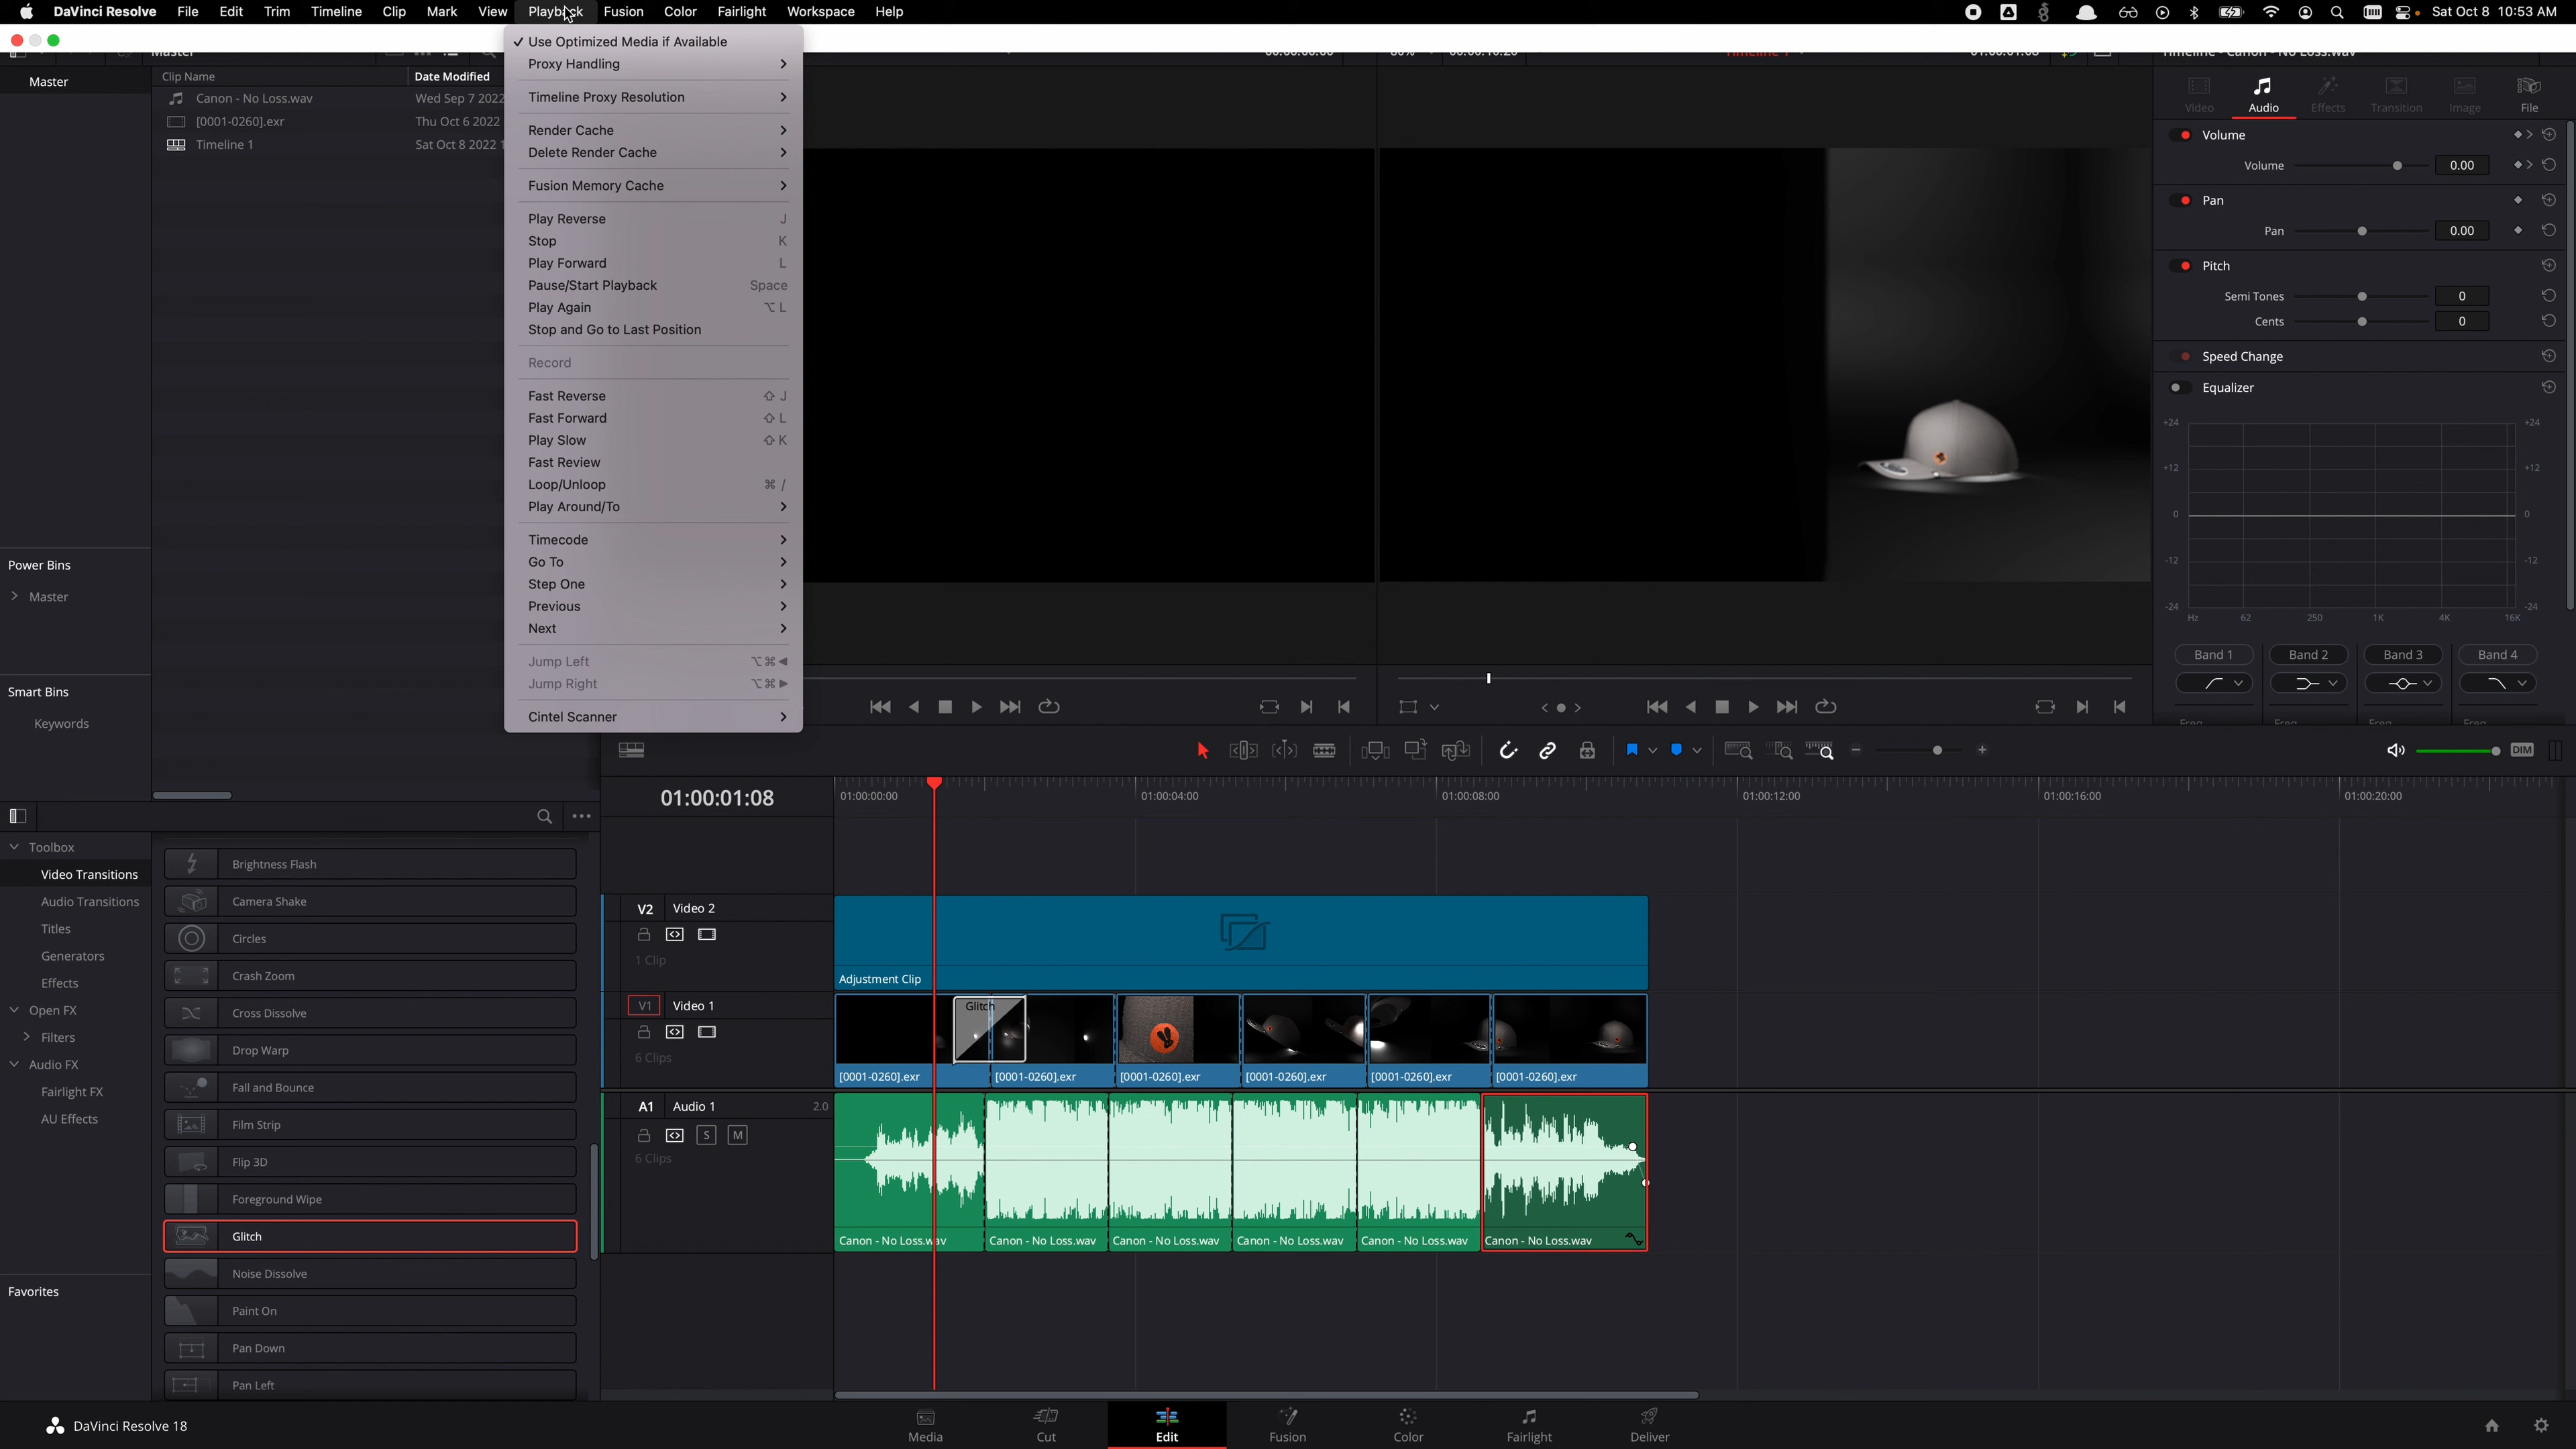 DaVinci Resolve File Edit Trim Timeline Clip Mark View Playback Fusion Color Fairlight Workspace Help Sat Oct 8 10:53 AM
Master
Clip Name Date Modified
Canon - No Loss.wav Wed Sep 7 2022
[0001-0260].exr Thu Oct 6 2022
Timeline 1 Sat Oct 8 2022 1
Power Bins
Master
Smart Bins
Keywords
✓ Use Optimized Media if Available
Proxy Handling
Timeline Proxy Resolution
Render Cache
Delete Render Cache
Fusion Memory Cache
Play Reverse J
Stop K
Play Forward L
Pause/Start Playback Space
Play Again ⌥ L
Stop and Go to Last Position
Record
Fast Reverse ⇧ J
Fast Forward ⇧ L
Play Slow ⇧ K
Fast Review
Loop/Unloop ⌘ /
Play Around/To
Timecode
Go To
Step One
Previous
Next
Jump Left ⌥⌘◀
Jump Right ⌥⌘▶
Cintel Scanner
Video Audio Effects Transition Image File
Volume
Volume 0.00
Pan
Pan 0.00
Pitch
Semi Tones 0
Cents 0
Speed Change
Equalizer
+24 +24
+12 +12
0 0
-12 -12
-24 -24
Hz 62 250 1K 4K 16K
Band 1 Band 2 Band 3 Band 4
DIM
01:00:01:08 01:00:00:00 01:00:04:00 01:00:08:00 01:00:12:00 01:00:16:00 01:00:20:00
Toolbox
Video Transitions
Audio Transitions
Titles
Generators
Effects
Open FX
Filters
Audio FX
Fairlight FX
AU Effects
Favorites
Brightness Flash
Camera Shake
Circles
Crash Zoom
Cross Dissolve
Drop Warp
Fall and Bounce
Film Strip
Flip 3D
Foreground Wipe
Glitch
Noise Dissolve
Paint On
Pan Down
Pan Left
V2 Video 2
1 Clip
Adjustment Clip
V1 Video 1
6 Clips
Glitch
[0001-0260].exr [0001-0260].exr [0001-0260].exr [0001-0260].exr [0001-0260].exr [0001-0260].exr
A1 Audio 1 2.0
S M
6 Clips
Canon - No Loss.wav Canon - No Loss.wav Canon - No Loss.wav Canon - No Loss.wav Canon - No Loss.wav Canon - No Loss.wav
DaVinci Resolve 18
Media Cut Edit Fusion Color Fairlight Deliver